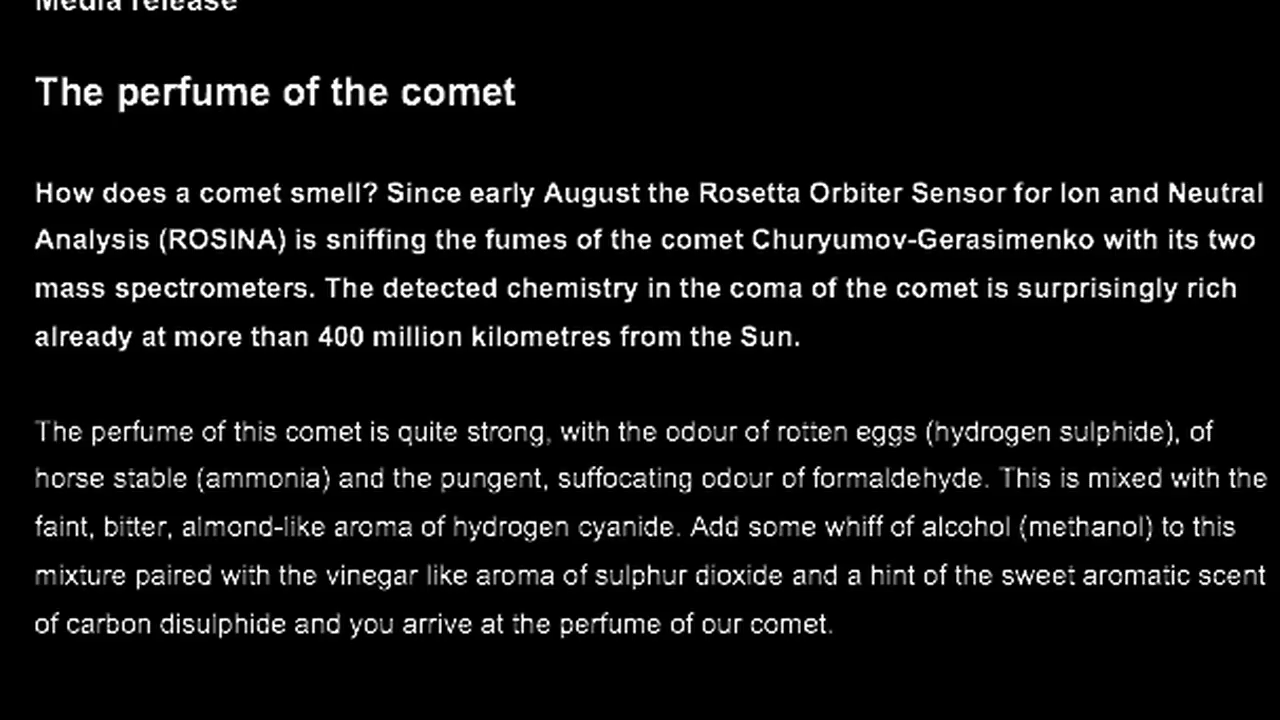 Media release
The perfume of the comet
How does a comet smell? Since early August the Rosetta Orbiter Sensor for Ion and Neutral
Analysis (ROSINA) is sniffing the fumes of the comet Churyumov-Gerasimenko with its two
mass spectrometers. The detected chemistry in the coma of the comet is surprisingly rich
already at more than 400 million kilometres from the Sun.
The perfume of this comet is quite strong, with the odour of rotten eggs (hydrogen sulphide), of
horse stable (ammonia) and the pungent, suffocating odour of formaldehyde. This is mixed with the
faint, bitter, almond-like aroma of hydrogen cyanide. Add some whiff of alcohol (methanol) to this
mixture paired with the vinegar like aroma of sulphur dioxide and a hint of the sweet aromatic scent
of carbon disulphide and you arrive at the perfume of our comet.